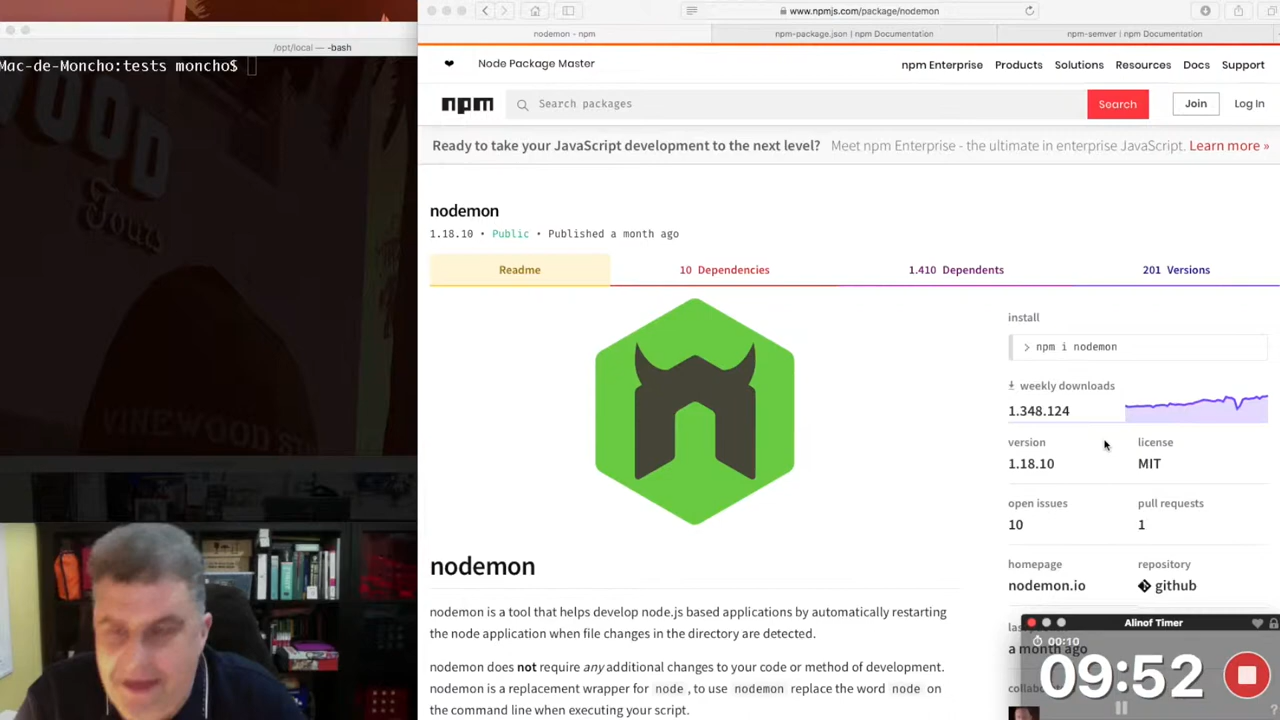 www.npmjs.com/package/nodemon
nodemon - npm
npm-package.json | npm Documentation
npm-semver | npm Documentation
/opt/local — -bash
Mac-de-Moncho:tests moncho$
Node Package Master
npm Enterprise
Products
Solutions
Resources
Docs
Support
npm
Search packages
Search
Join
Log In
Ready to take your JavaScript development to the next level? Meet npm Enterprise - the ultimate in enterprise JavaScript. Learn more »
nodemon
1.18.10 • Public • Published a month ago
Readme
10 Dependencies
1.410 Dependents
201 Versions
install
> npm i nodemon
weekly downloads
1.348.124
version
license
1.18.10
MIT
open issues
pull requests
10
1
homepage
repository
nodemon.io
github
nodemon
nodemon is a tool that helps develop node.js based applications by automatically restarting
the node application when file changes in the directory are detected.
nodemon does not require any additional changes to your code or method of development.
nodemon is a replacement wrapper for node, to use nodemon replace the word node on
the command line when executing your script.
Alinof Timer
00:10
a month ago
09:52
VINEWOOD
Tours